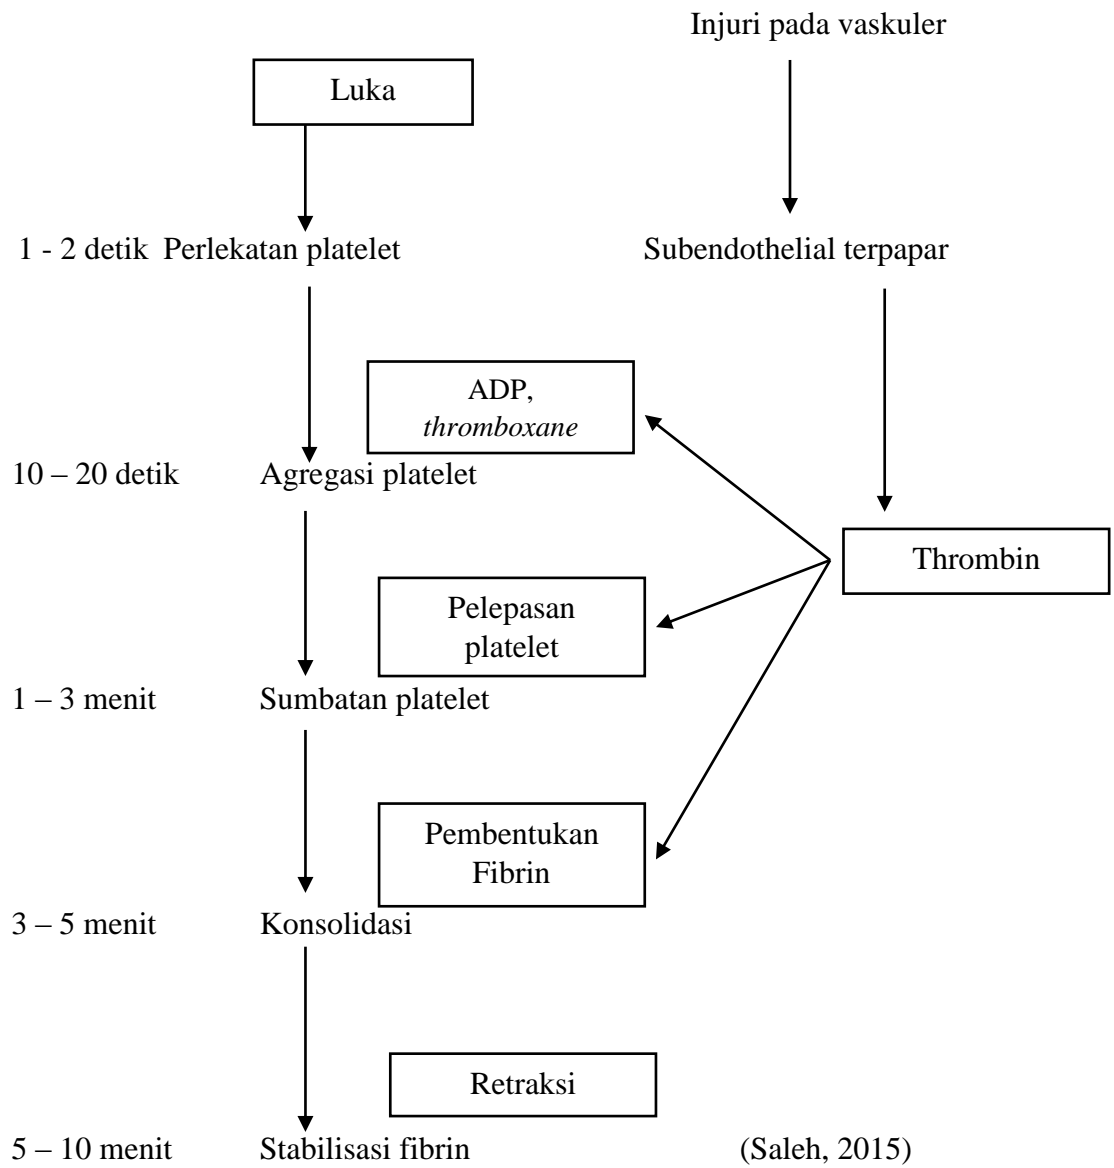 Injuri pada vaskuler
Luka
1 - 2 detik Perlekatan platelet
Subendothelial terpapar
ADP,
thromboxane
10 – 20 detik Agregasi platelet
Thrombin
Pelepasan
platelet
1 – 3 menit Sumbatan platelet
Pembentukan
Fibrin
3 – 5 menit Konsolidasi
Retraksi
5 – 10 menit Stabilisasi fibrin (Saleh, 2015)